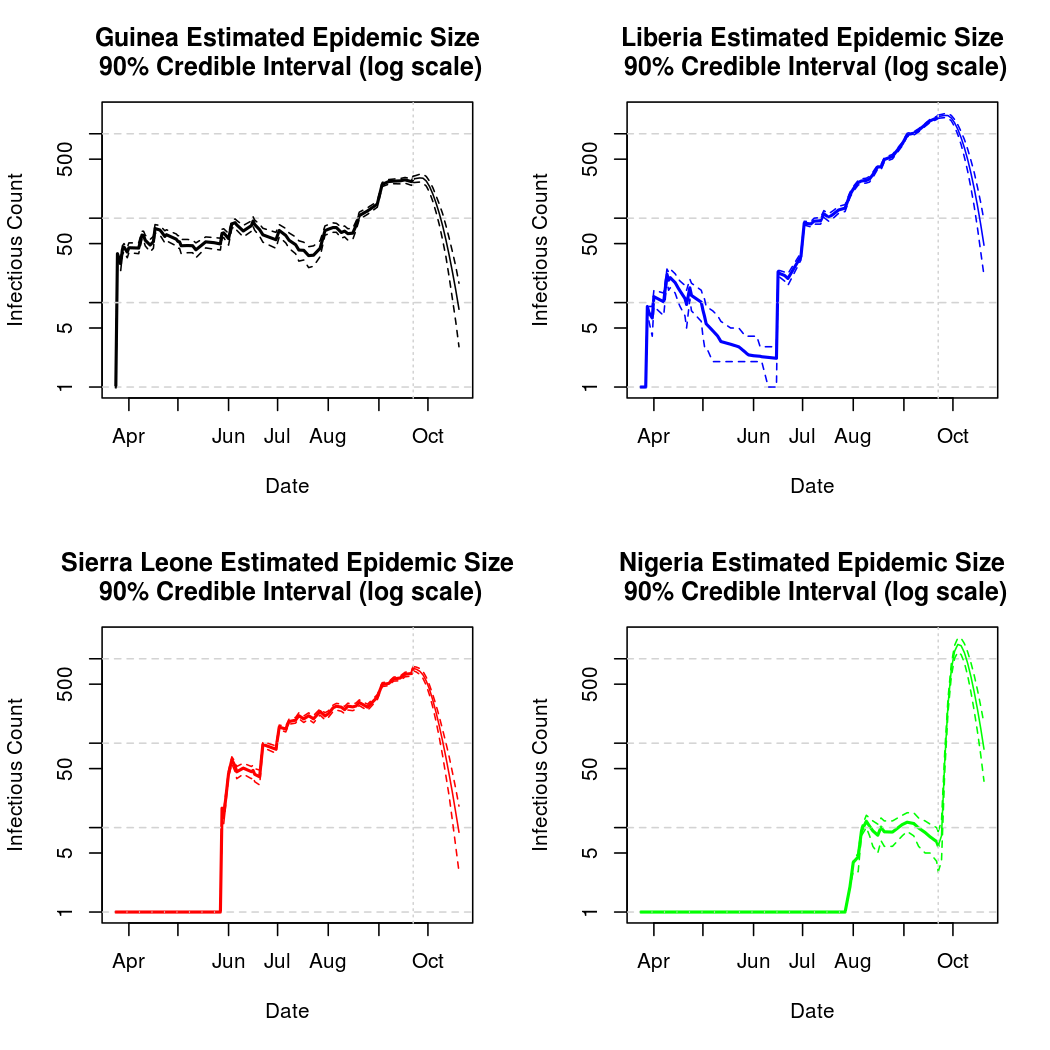 Guinea Estimated Epidemic Size
90% Credible Interval (log scale)
Infectious Count
500
50
5
1
Apr Jun Jul Aug Oct
Date
Liberia Estimated Epidemic Size
90% Credible Interval (log scale)
Infectious Count
500
50
5
1
Apr Jun Jul Aug Oct
Date
Sierra Leone Estimated Epidemic Size
90% Credible Interval (log scale)
Infectious Count
500
50
5
1
Apr Jun Jul Aug Oct
Date
Nigeria Estimated Epidemic Size
90% Credible Interval (log scale)
Infectious Count
500
50
5
1
Apr Jun Jul Aug Oct
Date